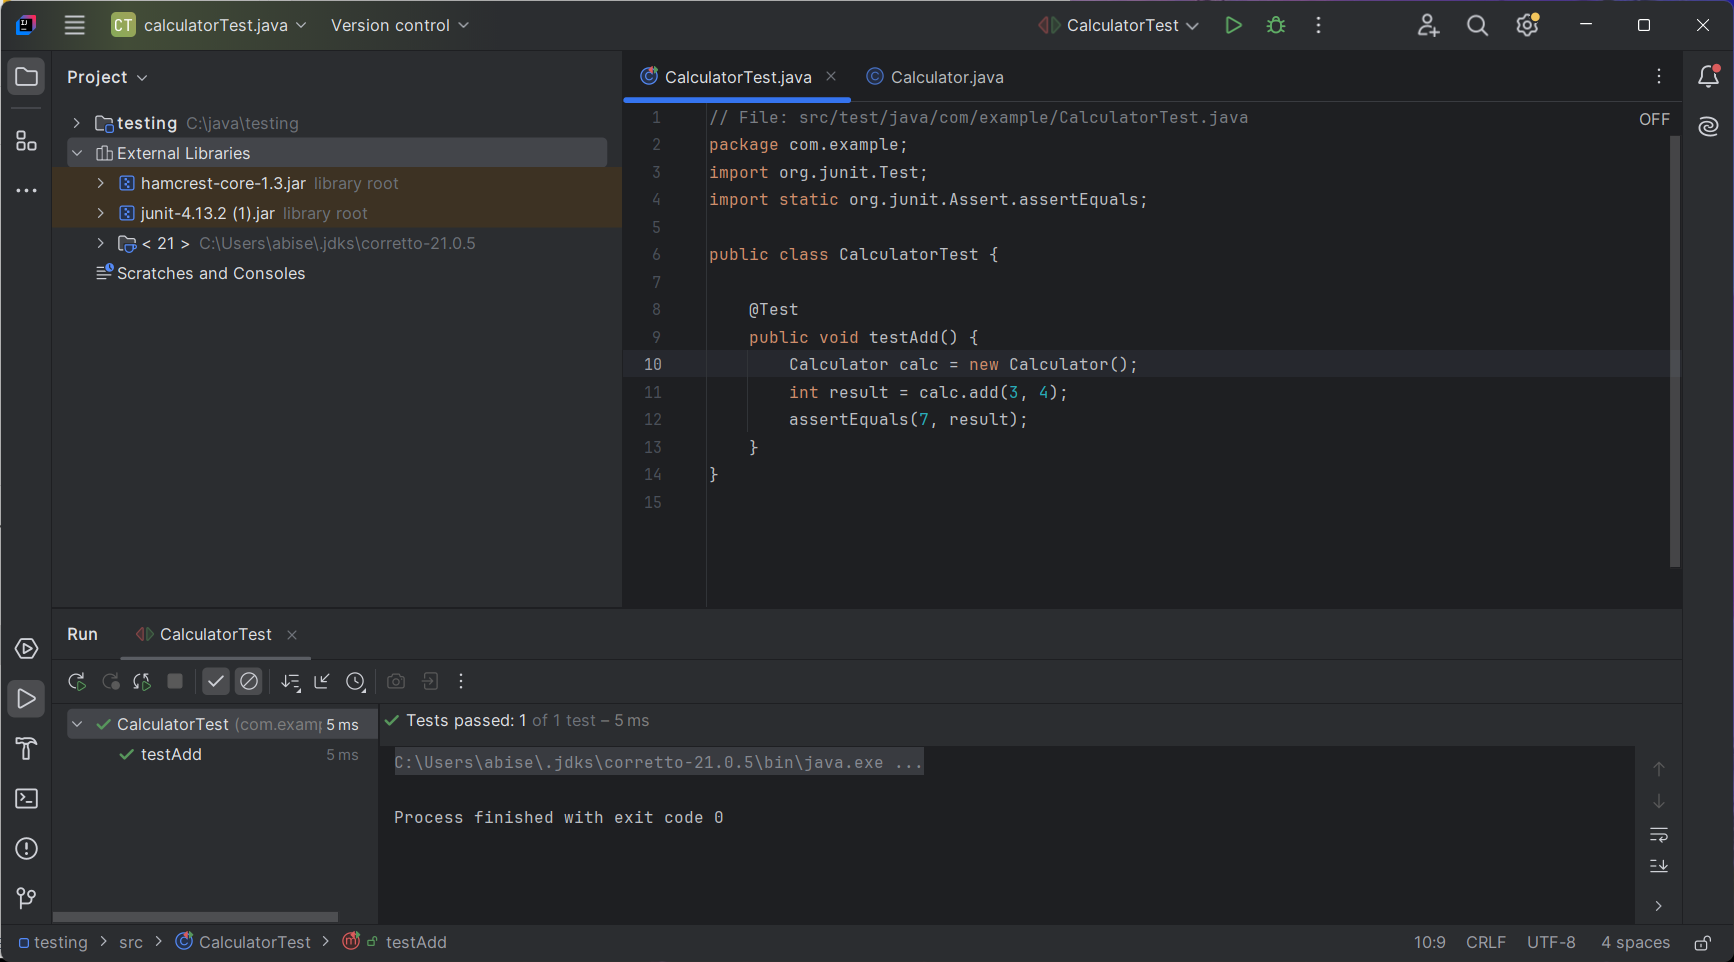 CT calculatorTest.java Version control CalculatorTest
Project
testing C:\java\testing
External Libraries
hamcrest-core-1.3.jar library root
junit-4.13.2 (1).jar library root
< 21 > C:\Users\abise\.jdks\corretto-21.0.5
Scratches and Consoles
CalculatorTest.java Calculator.java
OFF
1 // File: src/test/java/com/example/CalculatorTest.java
2 package com.example;
3 import org.junit.Test;
4 import static org.junit.Assert.assertEquals;
5
6 public class CalculatorTest {
7
8 @Test
9 public void testAdd() {
10 Calculator calc = new Calculator();
11 int result = calc.add(3, 4);
12 assertEquals(7, result);
13 }
14 }
15
Run CalculatorTest
CalculatorTest (com.examp 5 ms
testAdd 5 ms
Tests passed: 1 of 1 test – 5 ms
C:\Users\abise\.jdks\corretto-21.0.5\bin\java.exe ...
Process finished with exit code 0
testing > src > CalculatorTest > testAdd
10:9 CRLF UTF-8 4 spaces